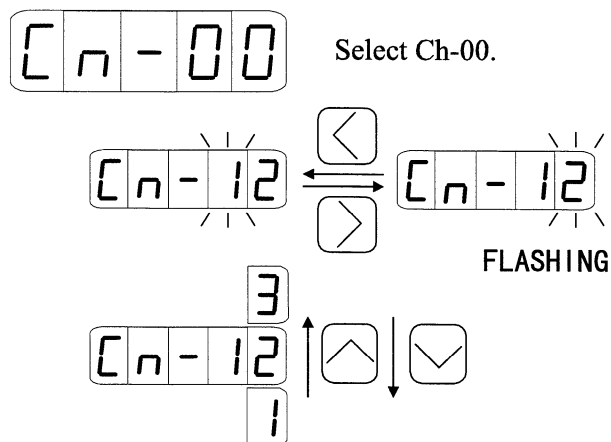 Cn-00 Select Ch-00.
Cn-12 Cn-12
FLASHING
3
Cn-12
1